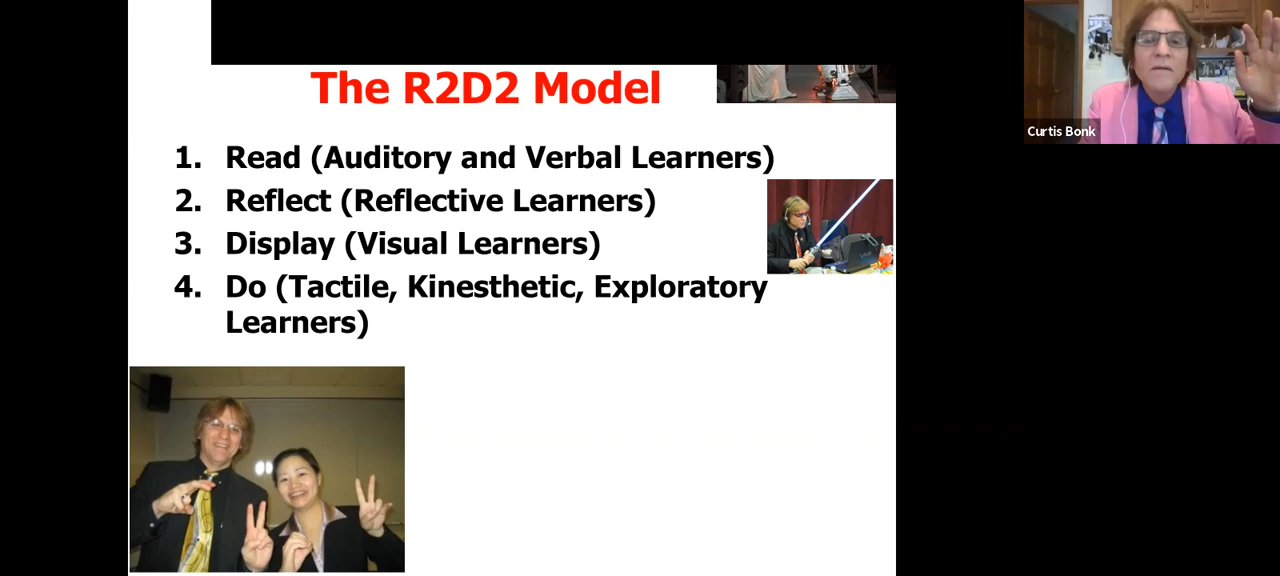 The R2D2 Model
1. Read (Auditory and Verbal Learners)
2. Reflect (Reflective Learners)
3. Display (Visual Learners)
4. Do (Tactile, Kinesthetic, Exploratory
Learners)
Curtis Bonk